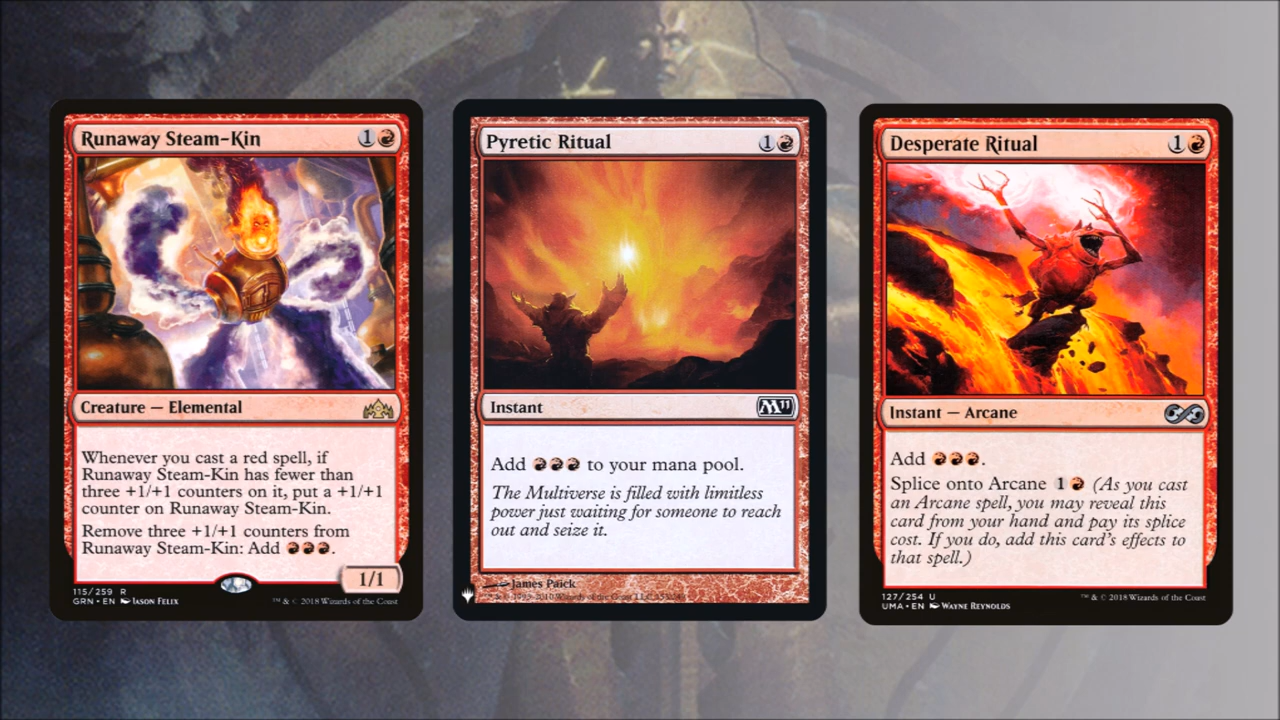 Runaway Steam-Kin 1
Creature — Elemental
Whenever you cast a red spell, if
Runaway Steam-Kin has fewer than
three +1/+1 counters on it, put a +1/+1
counter on Runaway Steam-Kin.
Remove three +1/+1 counters from
Runaway Steam-Kin: Add .
1/1
115/259 R
GRN • EN Jason Felix
™ & © 2018 Wizards of the Coast
Pyretic Ritual 1
Instant
M11
Add to your mana pool.
The Multiverse is filled with limitless
power just waiting for someone to reach
out and seize it.
James Paick
Desperate Ritual 1
Instant — Arcane
Add .
Splice onto Arcane 1 (As you cast
an Arcane spell, you may reveal this
card from your hand and pay its splice
cost. If you do, add this card's effects to
that spell.)
127/254 U
UMA • EN Wayne Reynolds
™ & © 2018 Wizards of the Coast